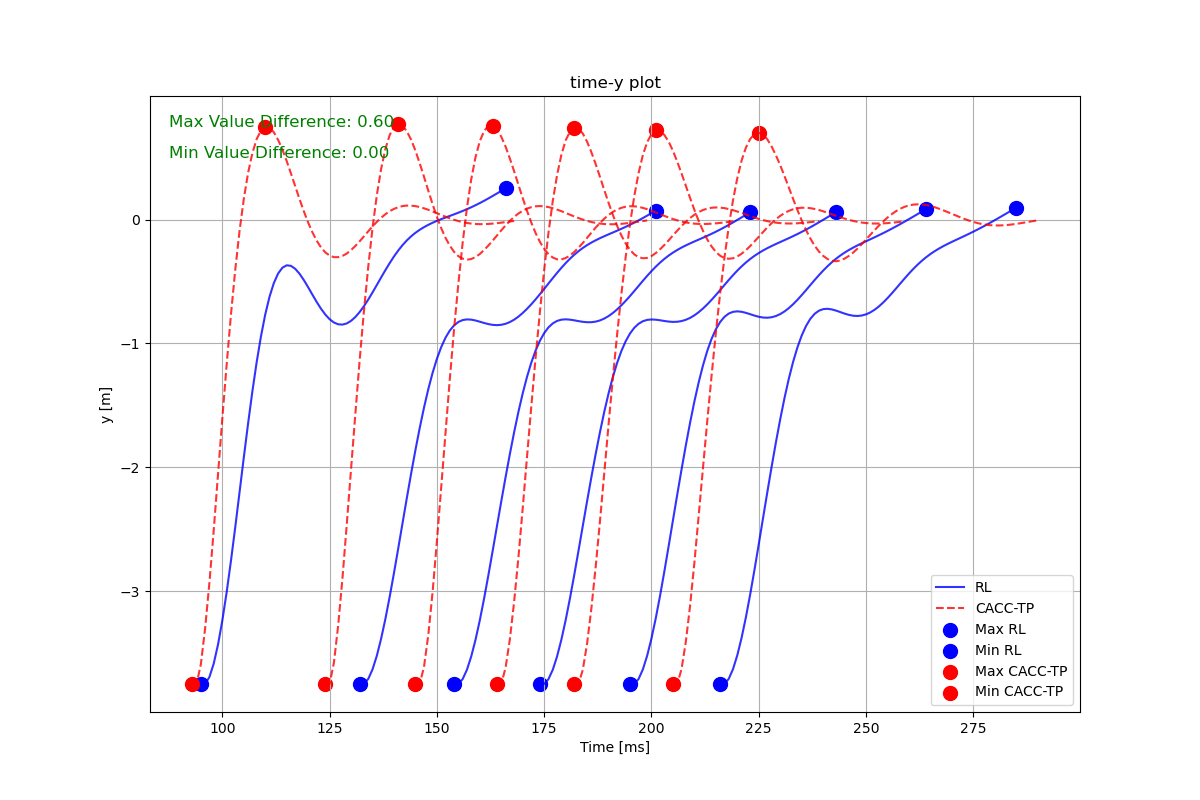 time-y plot
Max Value Difference: 0.60
Min Value Difference: 0.00
y [m]
0
−1
−2
−3
100 125 150 175 200 225 250 275
Time [ms]
RL
CACC-TP
Max RL
Min RL
Max CACC-TP
Min CACC-TP